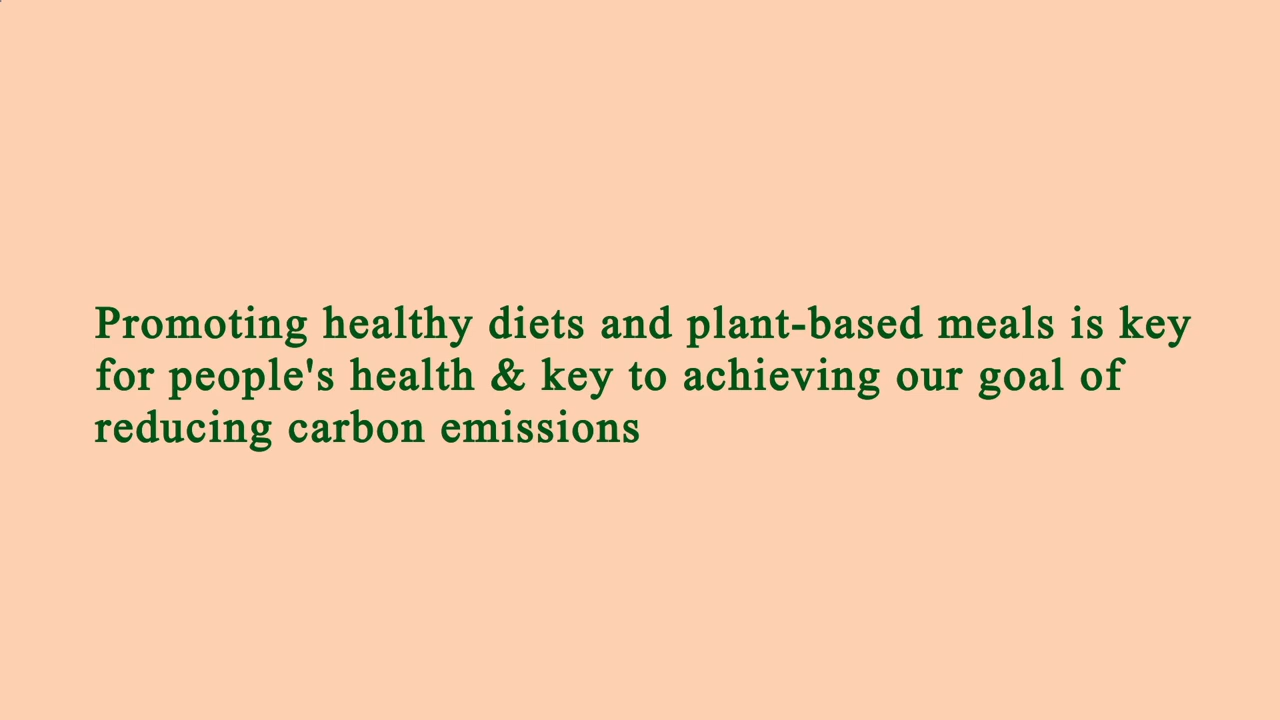 Promoting healthy diets and plant-based meals is key
for people's health & key to achieving our goal of
reducing carbon emissions